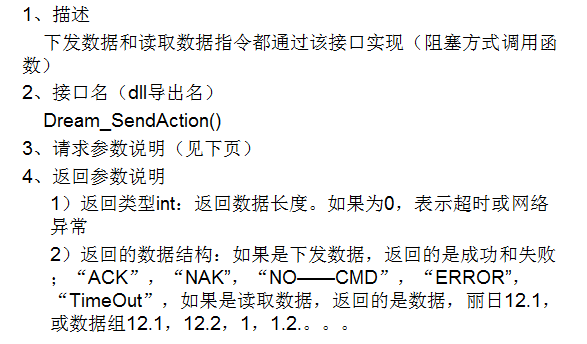 1、描述
下发数据和读取数据指令都通过该接口实现（阻塞方式调用函
数）
2、接口名（dll导出名）
Dream_SendAction()
3、请求参数说明（见下页）
4、返回参数说明
1）返回类型int：返回数据长度。如果为0，表示超时或网络
异常
2）返回的数据结构：如果是下发数据，返回的是成功和失败
；“ACK”，“NAK”，“NO——CMD”，“ERROR”，
“TimeOut”，如果是读取数据，返回的是数据，丽日12.1，
或数据组12.1，12.2，1，1.2.。。。